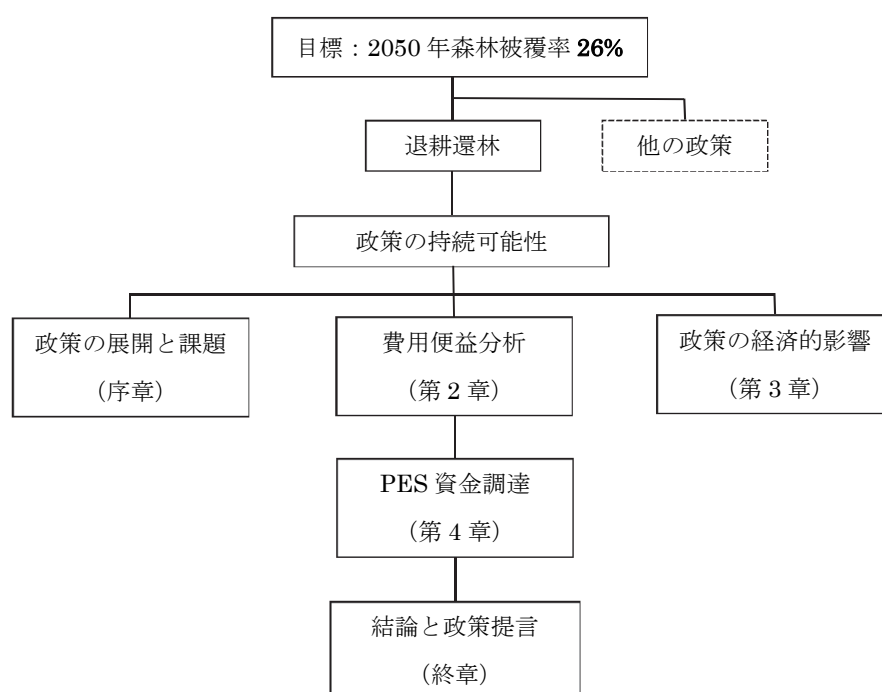 目標：2050 年森林被覆率 26%
退耕還林
他の政策
政策の持続可能性
政策の展開と課題
（序章）
費用便益分析
（第 2 章）
政策の経済的影響
（第 3 章）
PES 資金調達
（第 4 章）
結論と政策提言
（終章）